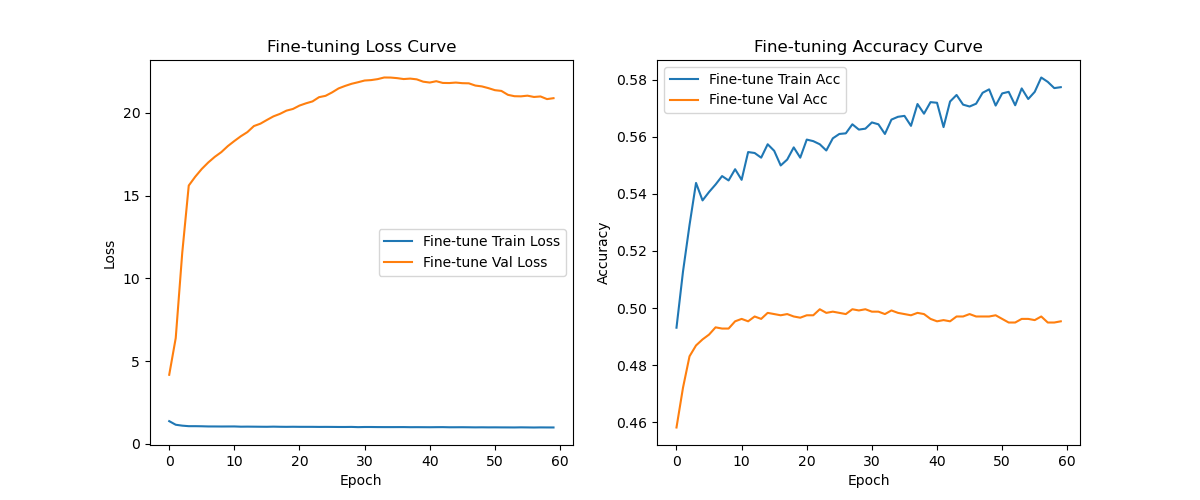 Fine-tuning Loss Curve
Loss
20
15
10
5
0
Fine-tune Train Loss
Fine-tune Val Loss
0 10 20 30 40 50 60
Epoch
Fine-tuning Accuracy Curve
Accuracy
0.58
0.56
0.54
0.52
0.50
0.48
0.46
Fine-tune Train Acc
Fine-tune Val Acc
0 10 20 30 40 50 60
Epoch